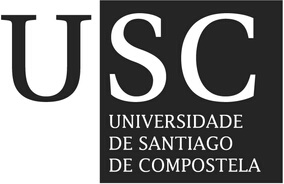 USC
UNIVERSIDADE
DE SANTIAGO
DE COMPOSTELA